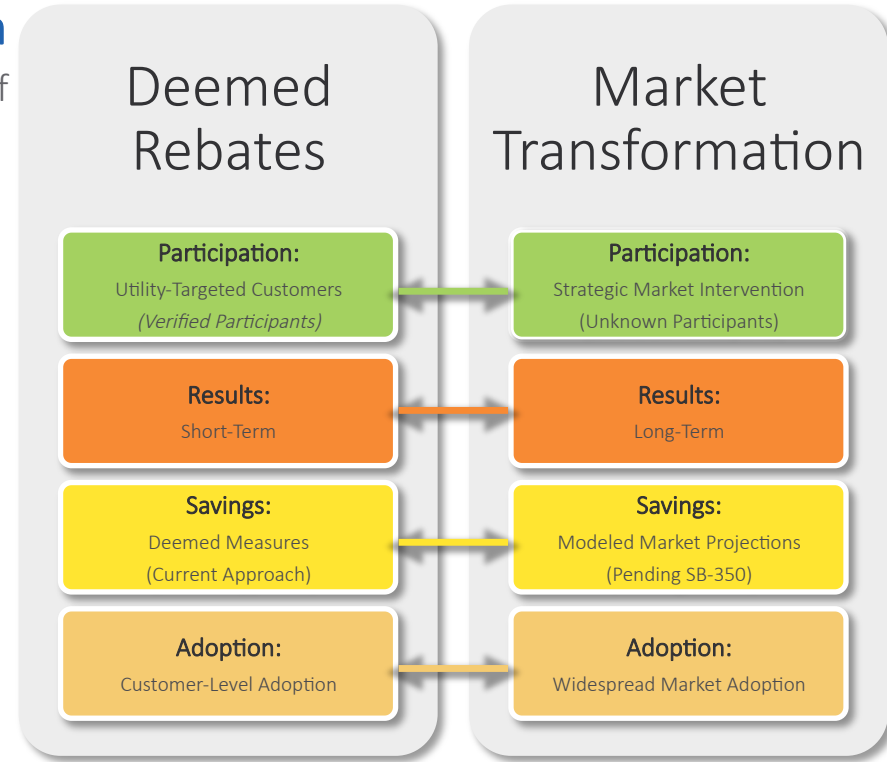 Deemed
Rebates
Participation:
Utility-Targeted Customers
(Verified Participants)
Results:
Short-Term
Savings:
Deemed Measures
(Current Approach)
Adoption:
Customer-Level Adoption
Market
Transformation
Participation:
Strategic Market Intervention
(Unknown Participants)
Results:
Long-Term
Savings:
Modeled Market Projections
(Pending SB-350)
Adoption:
Widespread Market Adoption